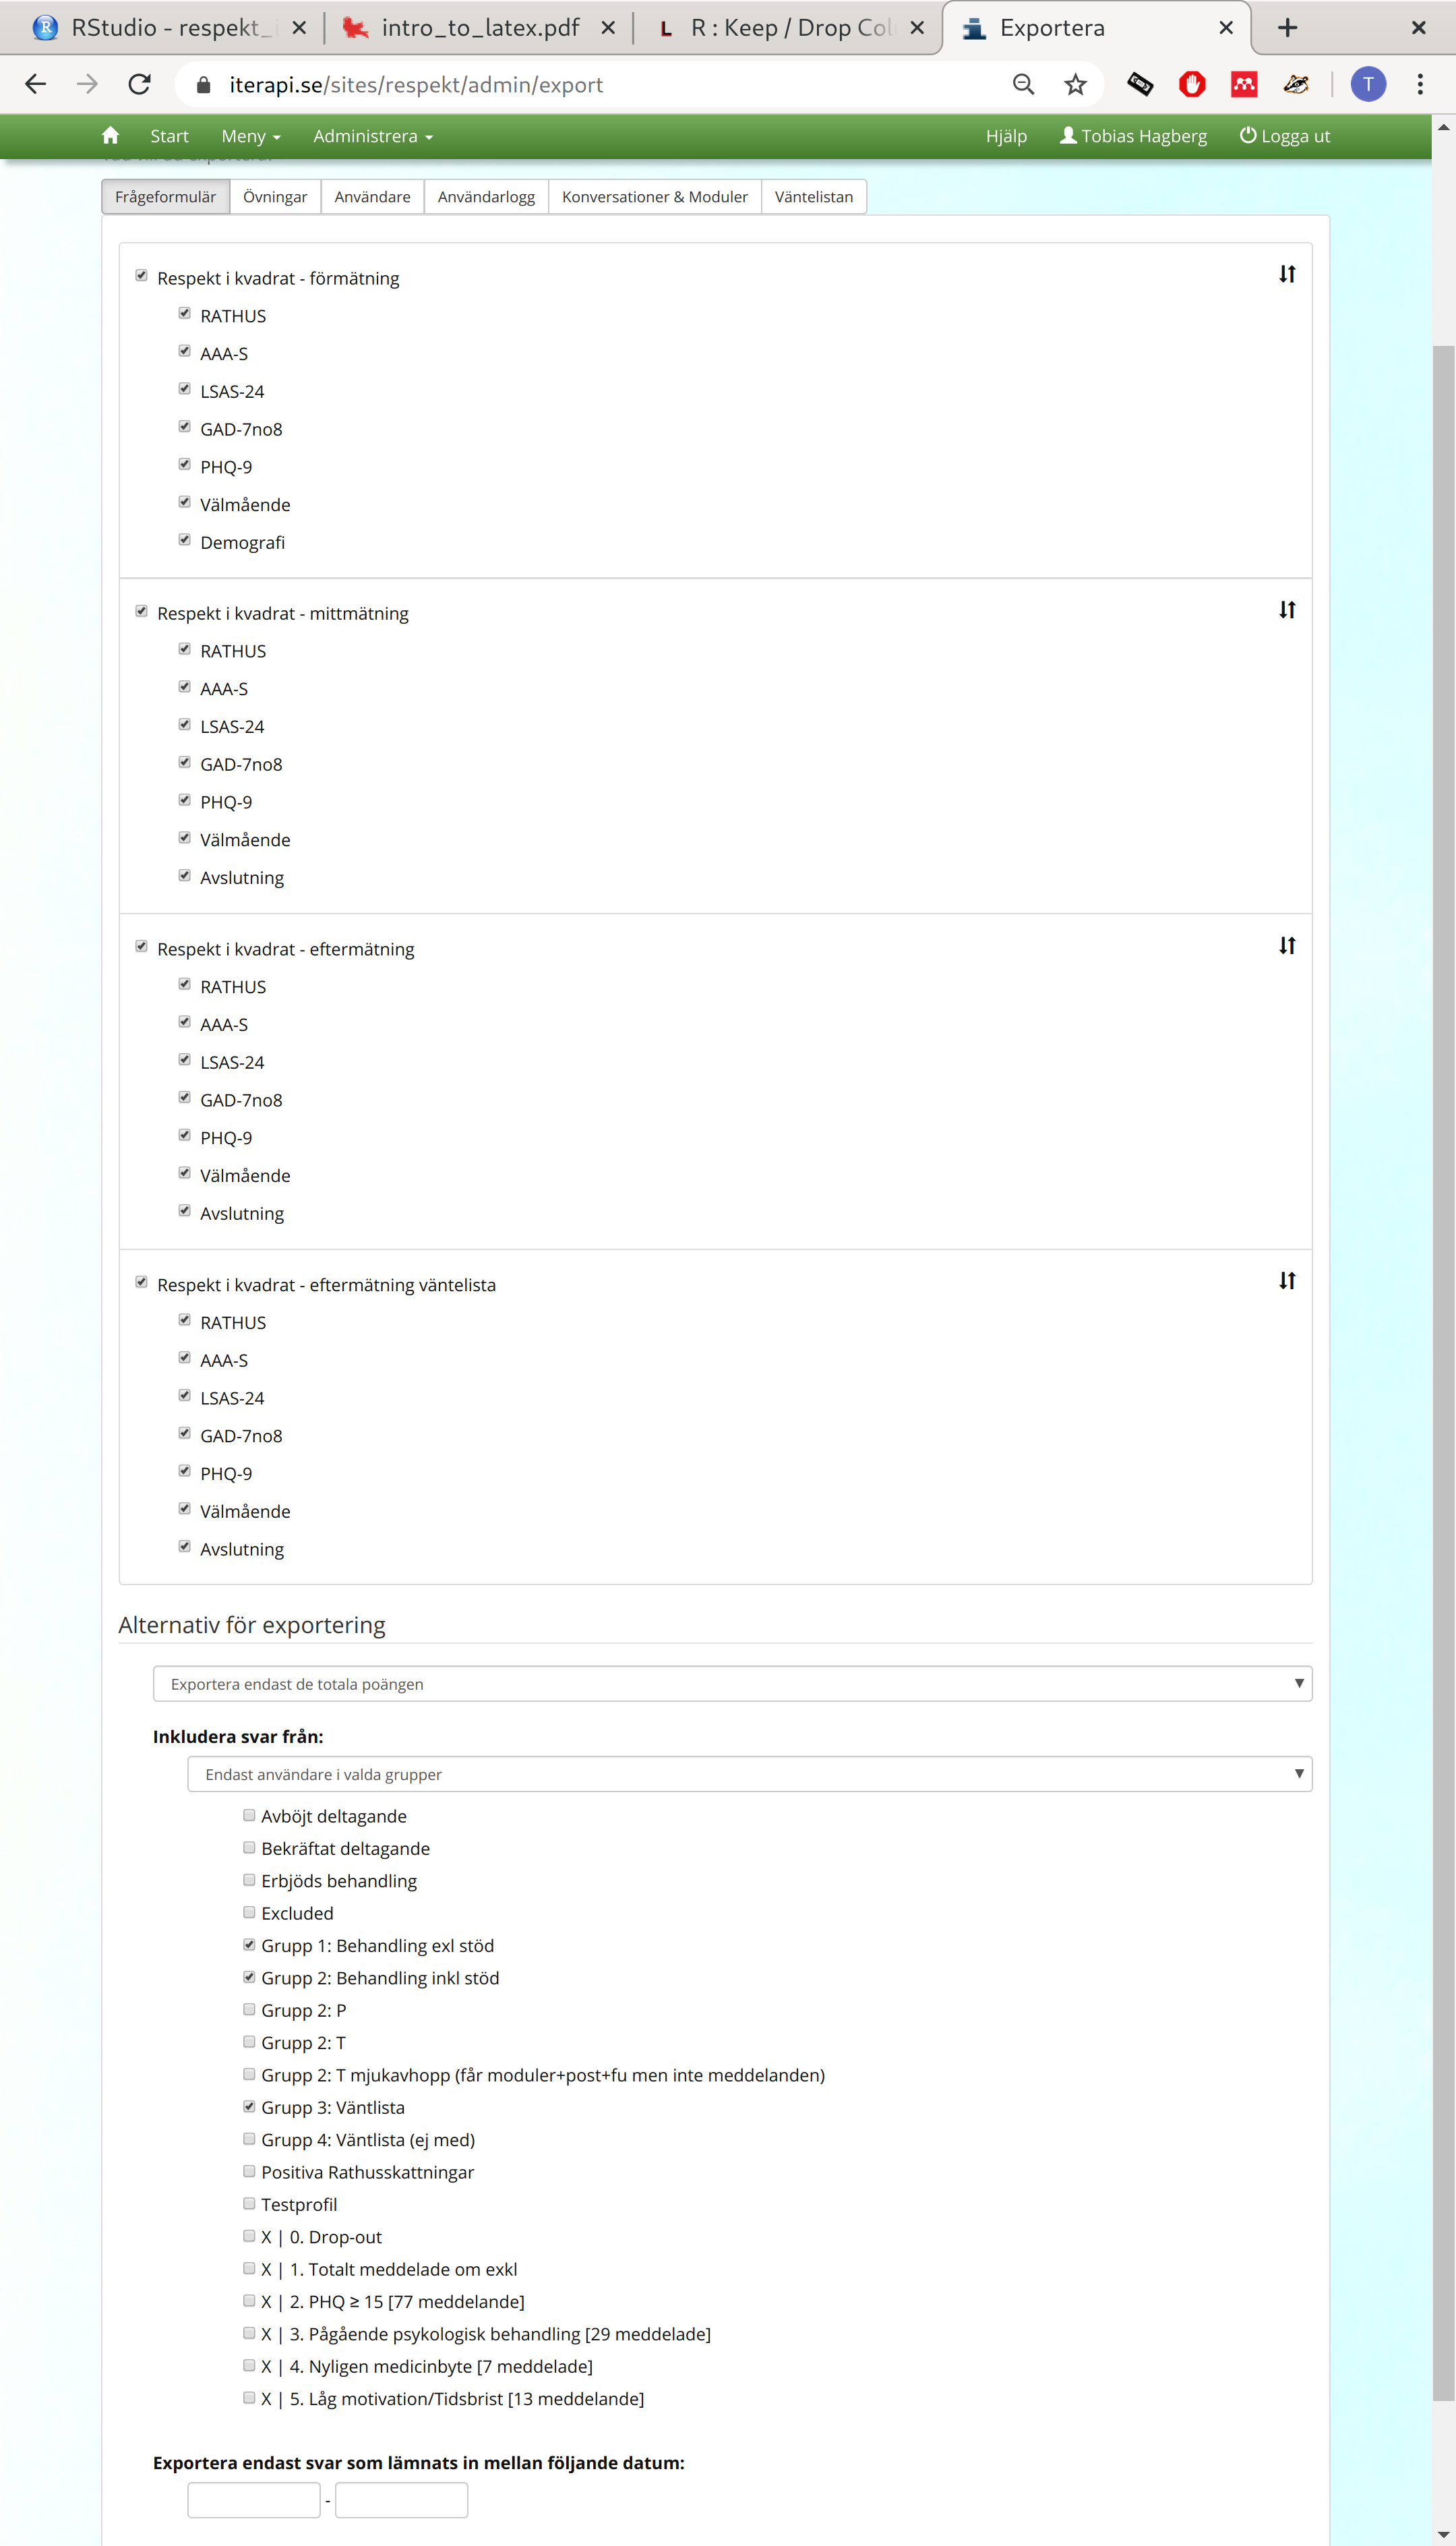 RStudio - respekt_
intro_to_latex.pdf
R : Keep / Drop Col
Exportera
iterapi.se/sites/respekt/admin/export
T
Start Meny Administrera Hjälp Tobias Hagberg Logga ut
Frågeformulär Övningar Användare Användarlogg Konversationer & Moduler Väntelistan
Respekt i kvadrat - förmätning
RATHUS
AAA-S
LSAS-24
GAD-7no8
PHQ-9
Välmående
Demografi
Respekt i kvadrat - mittmätning
RATHUS
AAA-S
LSAS-24
GAD-7no8
PHQ-9
Välmående
Avslutning
Respekt i kvadrat - eftermätning
RATHUS
AAA-S
LSAS-24
GAD-7no8
PHQ-9
Välmående
Avslutning
Respekt i kvadrat - eftermätning väntelista
RATHUS
AAA-S
LSAS-24
GAD-7no8
PHQ-9
Välmående
Avslutning
Alternativ för exportering
Exportera endast de totala poängen
Inkludera svar från:
Endast användare i valda grupper
Avböjt deltagande
Bekräftat deltagande
Erbjöds behandling
Excluded
Grupp 1: Behandling exl stöd
Grupp 2: Behandling inkl stöd
Grupp 2: P
Grupp 2: T
Grupp 2: T mjukavhopp (får moduler+post+fu men inte meddelanden)
Grupp 3: Väntlista
Grupp 4: Väntlista (ej med)
Positiva Rathusskattningar
Testprofil
X | 0. Drop-out
X | 1. Totalt meddelade om exkl
X | 2. PHQ ≥ 15 [77 meddelande]
X | 3. Pågående psykologisk behandling [29 meddelade]
X | 4. Nyligen medicinbyte [7 meddelade]
X | 5. Låg motivation/Tidsbrist [13 meddelande]
Exportera endast svar som lämnats in mellan följande datum:
-